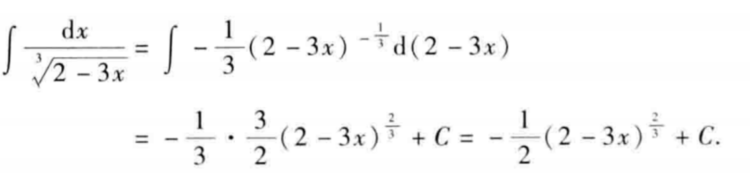 ∫ dx / ∛(2 - 3x) = ∫ - 1/3 (2 - 3x)^(-1/3) d(2 - 3x)
= - 1/3 · 3/2 (2 - 3x)^(2/3) + C = - 1/2 (2 - 3x)^(2/3) + C.